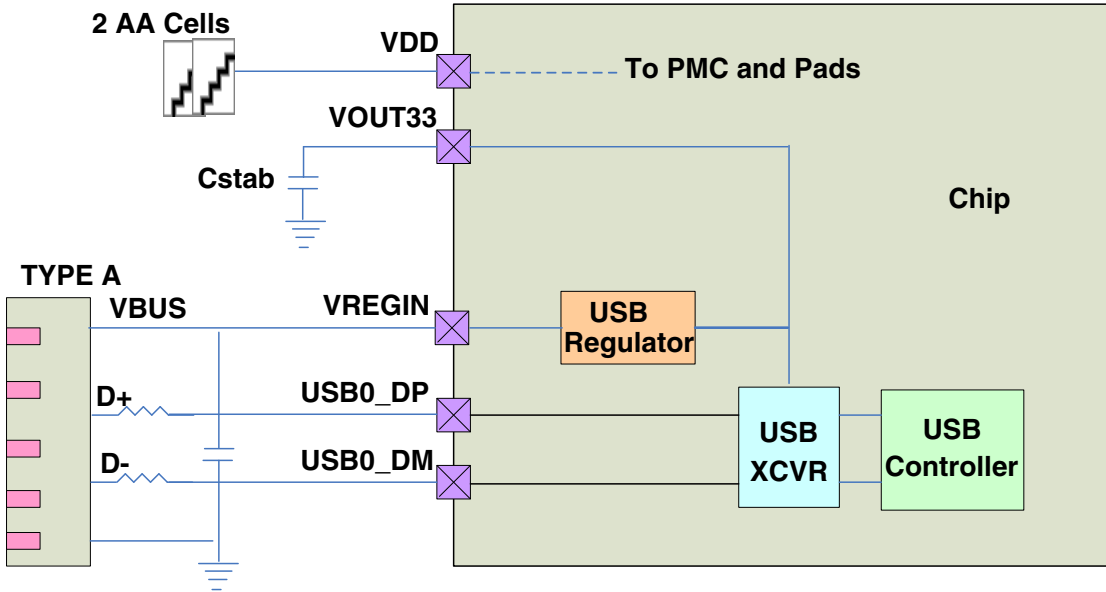 2 AA Cells
VDD
To PMC and Pads
VOUT33
Cstab
Chip
TYPE A
VBUS
VREGIN
USB
Regulator
D+
USB0_DP
D-
USB0_DM
USB
XCVR
USB
Controller